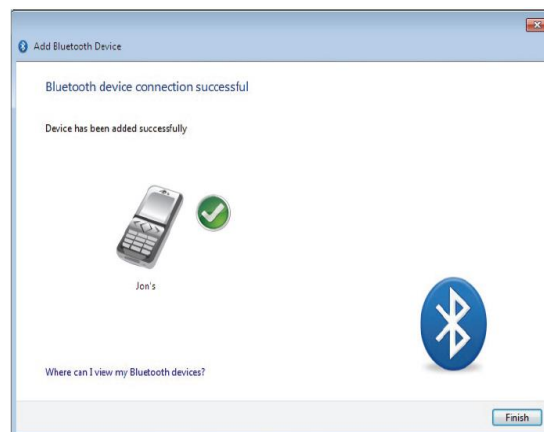 Add Bluetooth Device
Bluetooth device connection successful
Device has been added successfully
Jon's
Where can I view my Bluetooth devices?
Finish